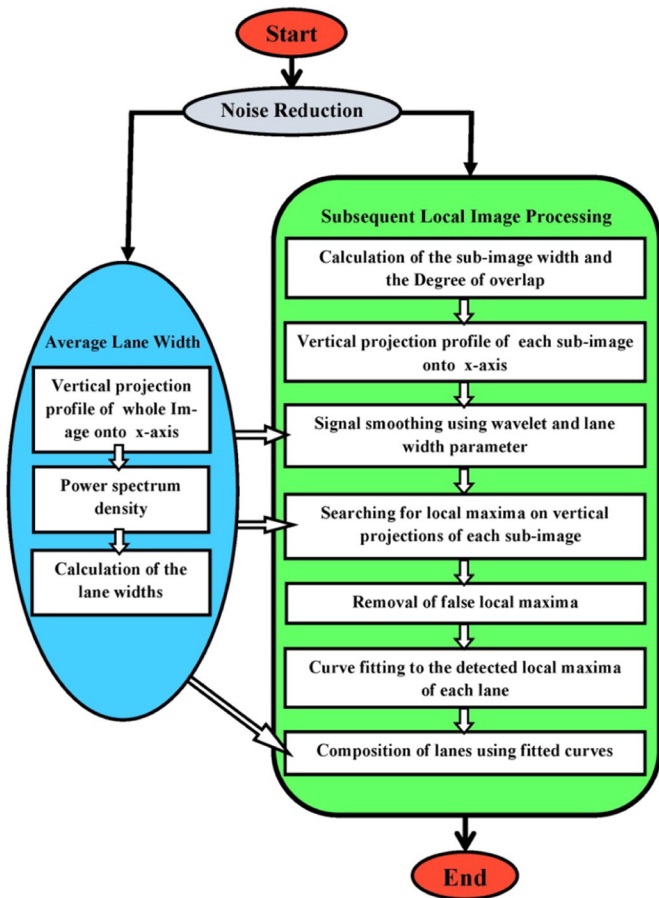 Start
Noise Reduction
Average Lane Width
Vertical projection
profile of whole Im-
age onto x-axis
Power spectrum
density
Calculation of the
lane widths
Subsequent Local Image Processing
Calculation of the sub-image width and
the Degree of overlap
Vertical projection profile of each sub-image
onto x-axis
Signal smoothing using wavelet and lane
width parameter
Searching for local maxima on vertical
projections of each sub-image
Removal of false local maxima
Curve fitting to the detected local maxima
of each lane
Composition of lanes using fitted curves
End